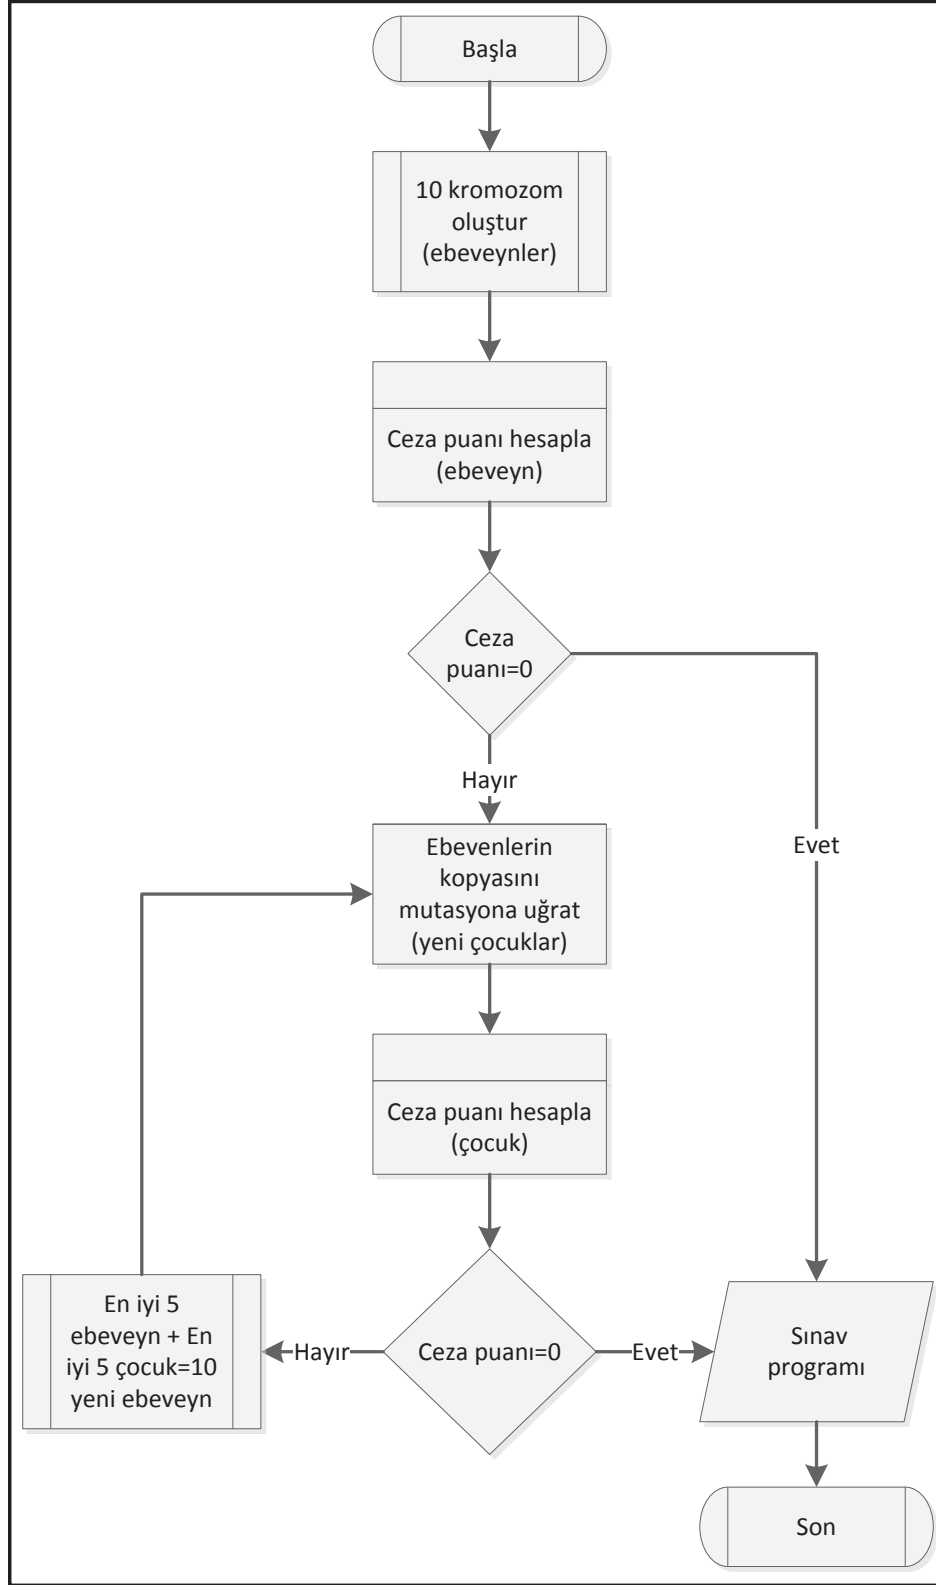 Başla
10 kromozom
oluştur
(ebeveynler)
Ceza puanı hesapla
(ebeveyn)
Ceza
puanı=0
Hayır
Evet
Ebevenlerin
kopyasını
mutasyona uğrat
(yeni çocuklar)
Ceza puanı hesapla
(çocuk)
En iyi 5
ebeveyn + En
iyi 5 çocuk=10
yeni ebeveyn
Hayır
Ceza puanı=0
Evet
Sınav
programı
Son